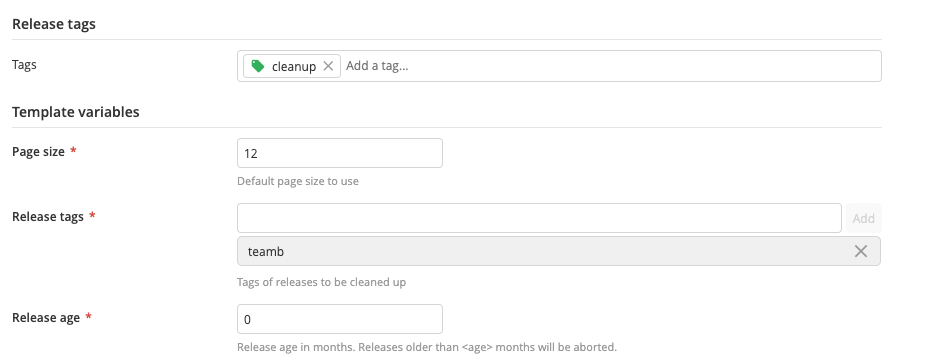 Release tags
Tags
cleanup Add a tag...
Template variables
Page size *
12
Default page size to use
Release tags *
Add
teamb
Tags of releases to be cleaned up
Release age *
0
Release age in months. Releases older than <age> months will be aborted.